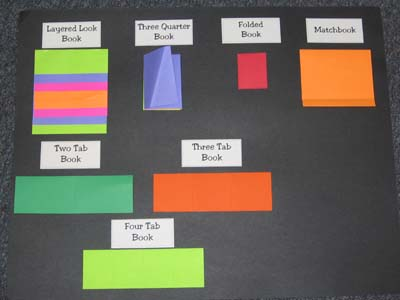 Layered Look
Book
Three Quarter
Book
Folded
Book
Matchbook
Two Tab
Book
Three Tab
Book
Four Tab
Book